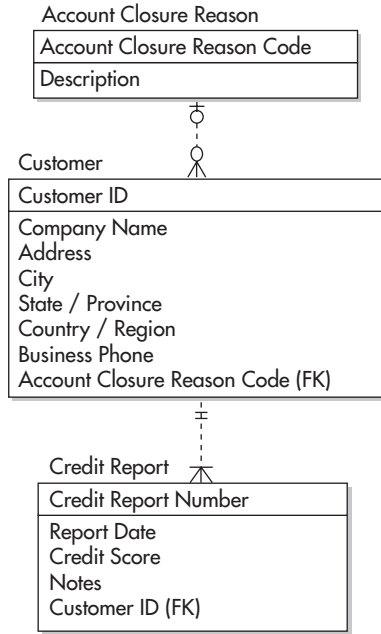 Account Closure Reason
Account Closure Reason Code
Description
Customer
Customer ID
Company Name
Address
City
State / Province
Country / Region
Business Phone
Account Closure Reason Code (FK)
Credit Report
Credit Report Number
Report Date
Credit Score
Notes
Customer ID (FK)